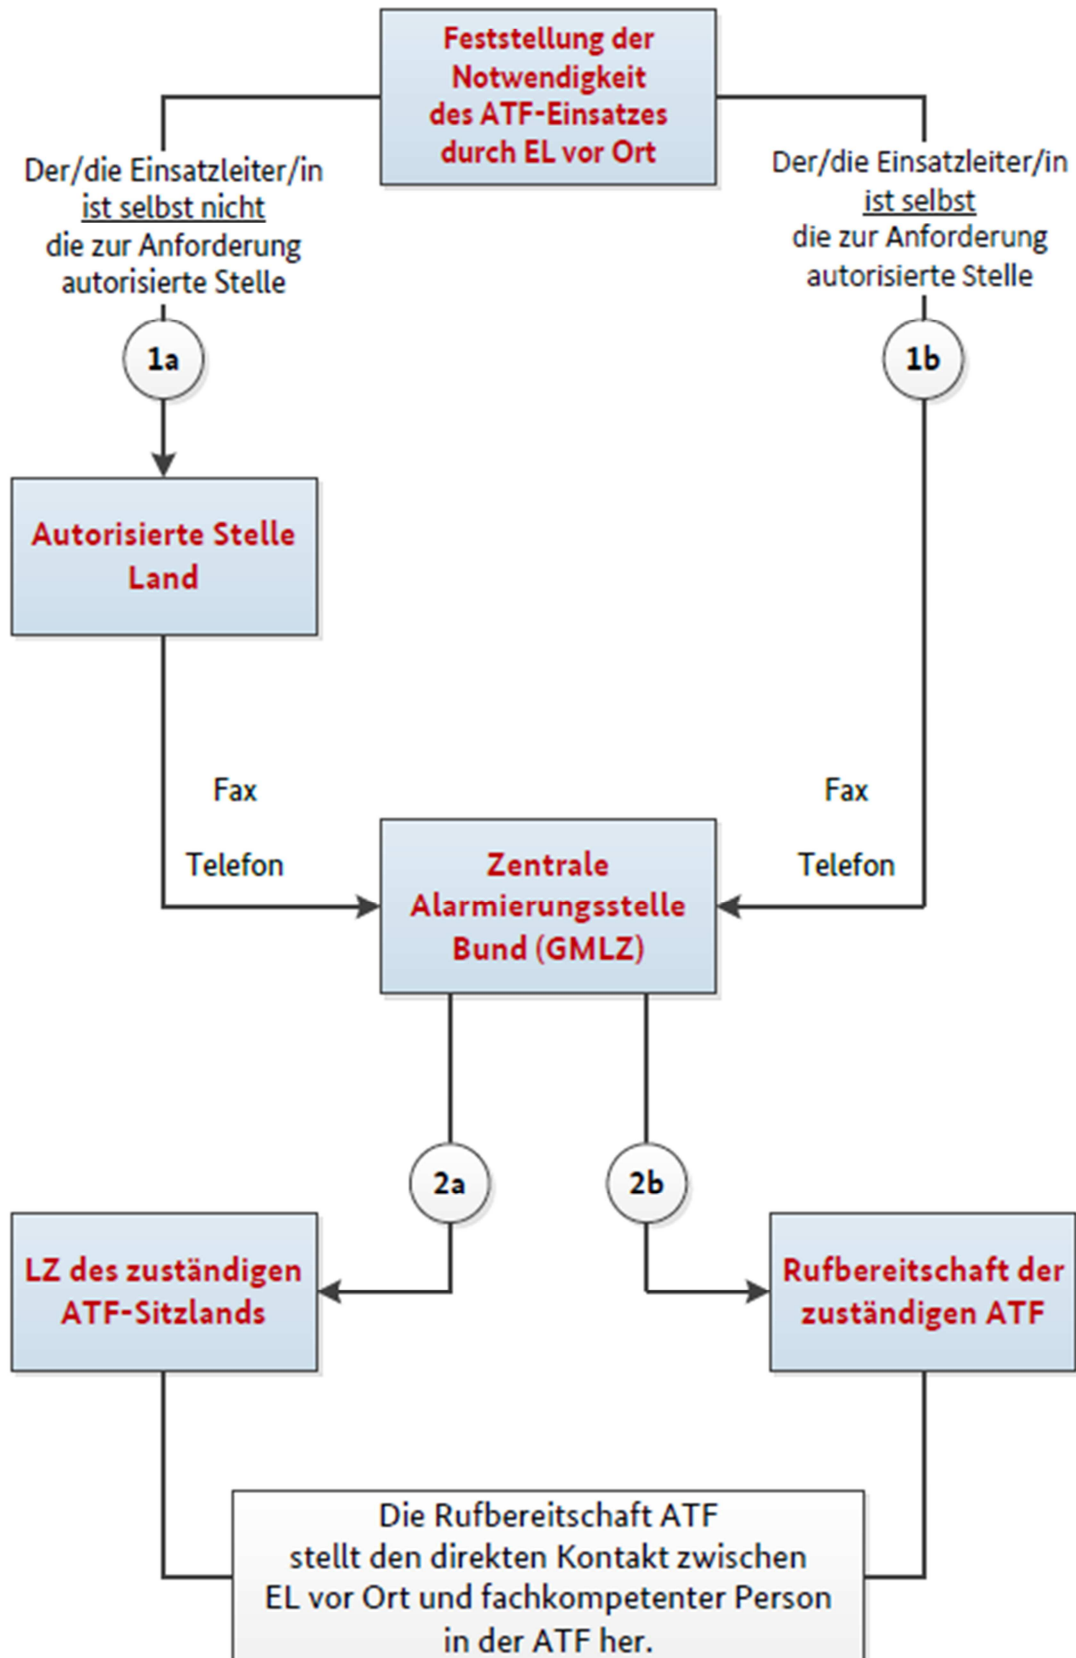 Feststellung der
Notwendigkeit
des ATF-Einsatzes
durch EL vor Ort
Der/die Einsatzleiter/in
ist selbst nicht
die zur Anforderung
autorisierte Stelle
Der/die Einsatzleiter/in
ist selbst
die zur Anforderung
autorisierte Stelle
1a
1b
Autorisierte Stelle
Land
Fax
Telefon
Fax
Telefon
Zentrale
Alarmierungsstelle
Bund (GMLZ)
2a
2b
LZ des zuständigen
ATF-Sitzlands
Rufbereitschaft der
zuständigen ATF
Die Rufbereitschaft ATF
stellt den direkten Kontakt zwischen
EL vor Ort und fachkompetenter Person
in der ATF her.